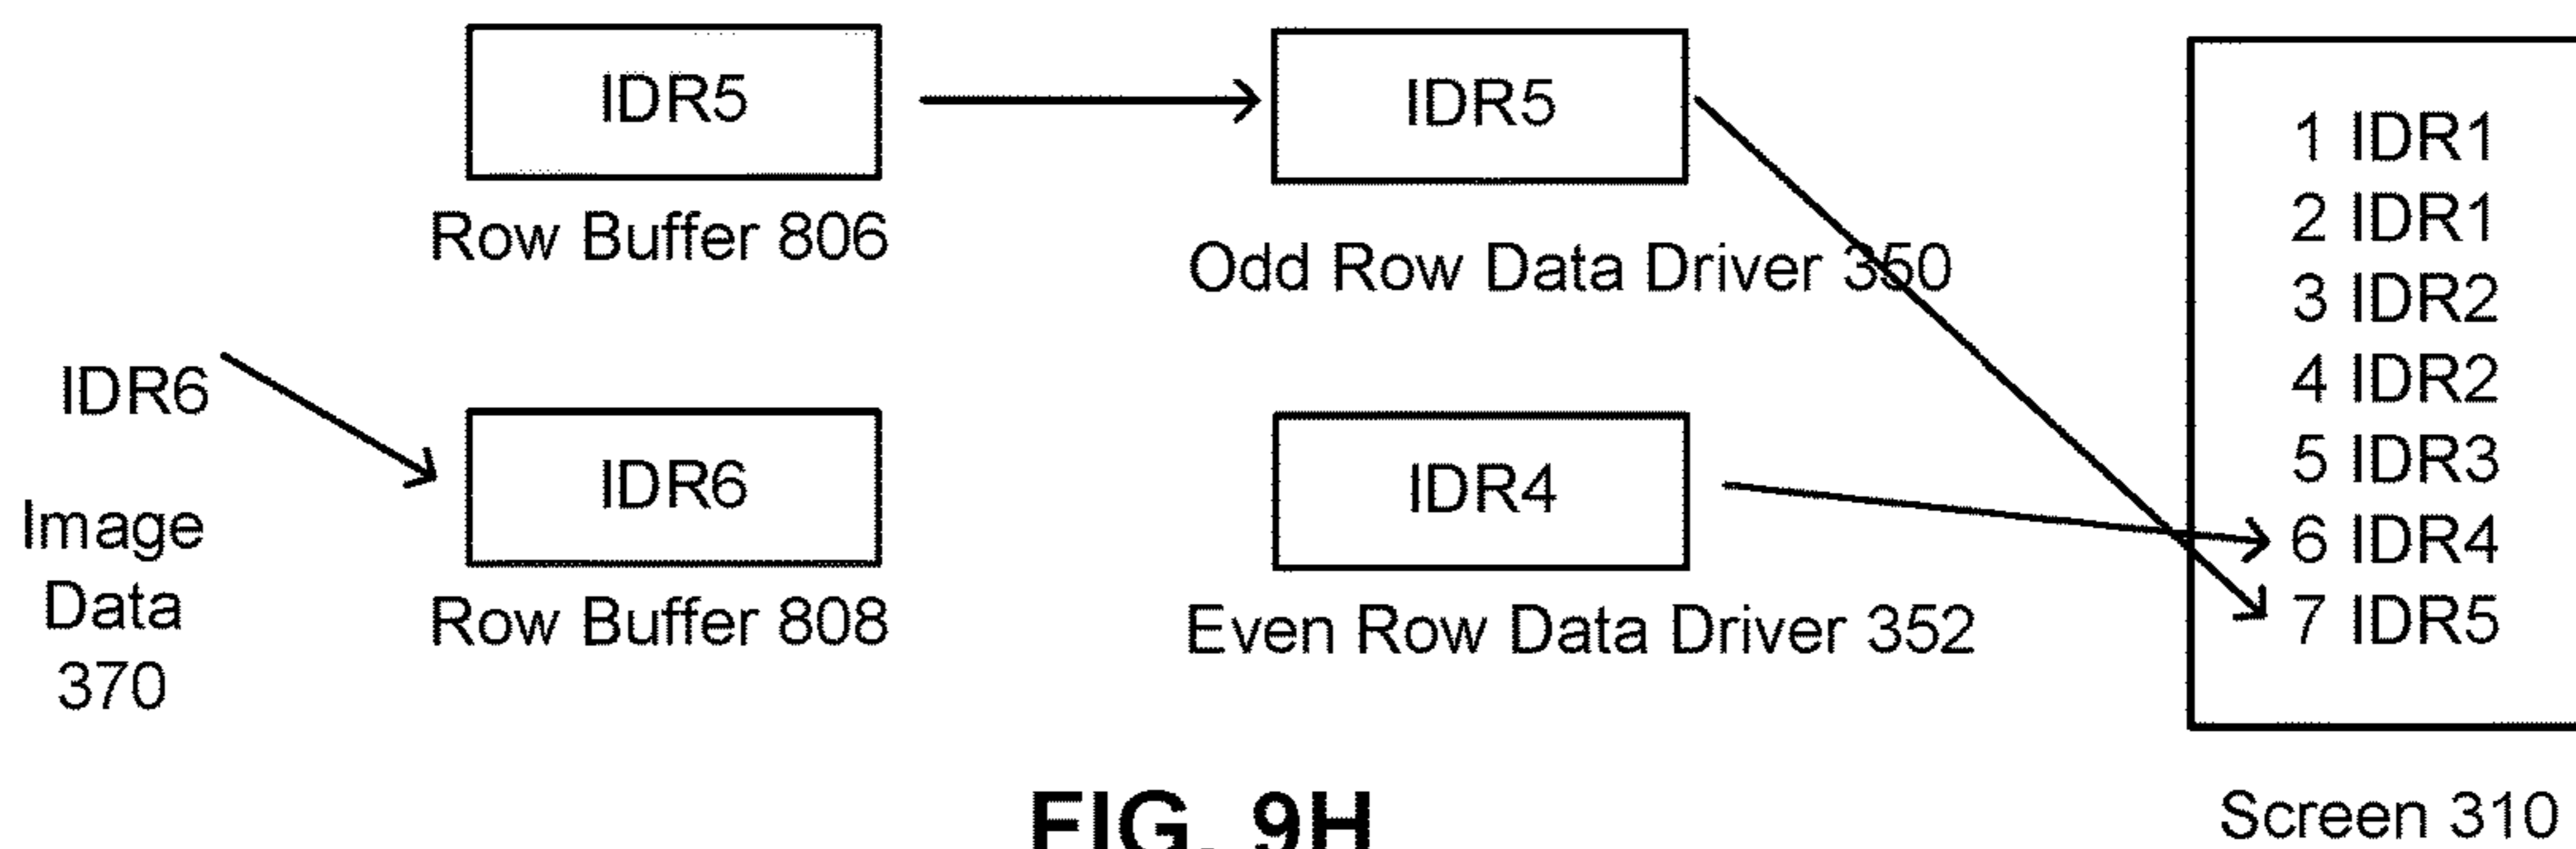 IDR5
Row Buffer 806
IDR5
Odd Row Data Driver 350
IDR6
Image
Data
370
IDR6
Row Buffer 808
IDR4
Even Row Data Driver 352
1 IDR1
2 IDR1
3 IDR2
4 IDR2
5 IDR3
6 IDR4
7 IDR5
Screen 310
FIG. 9H